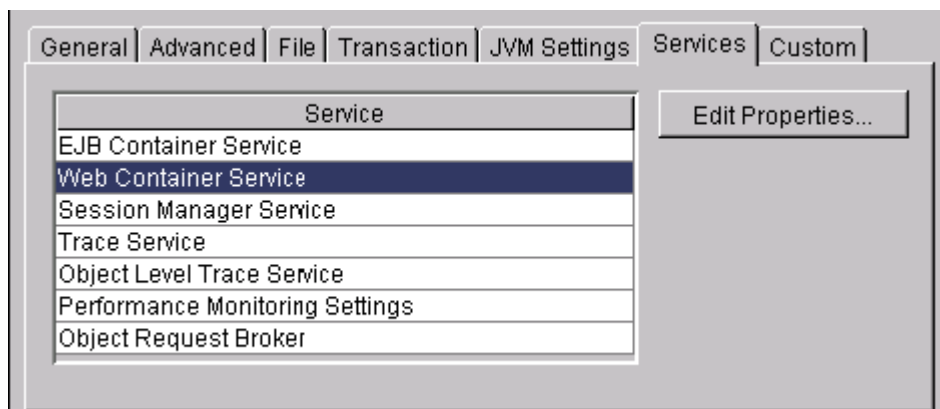 General Advanced File Transaction JVM Settings Services Custom
Service
Edit Properties...
EJB Container Service
Web Container Service
Session Manager Service
Trace Service
Object Level Trace Service
Performance Monitoring Settings
Object Request Broker